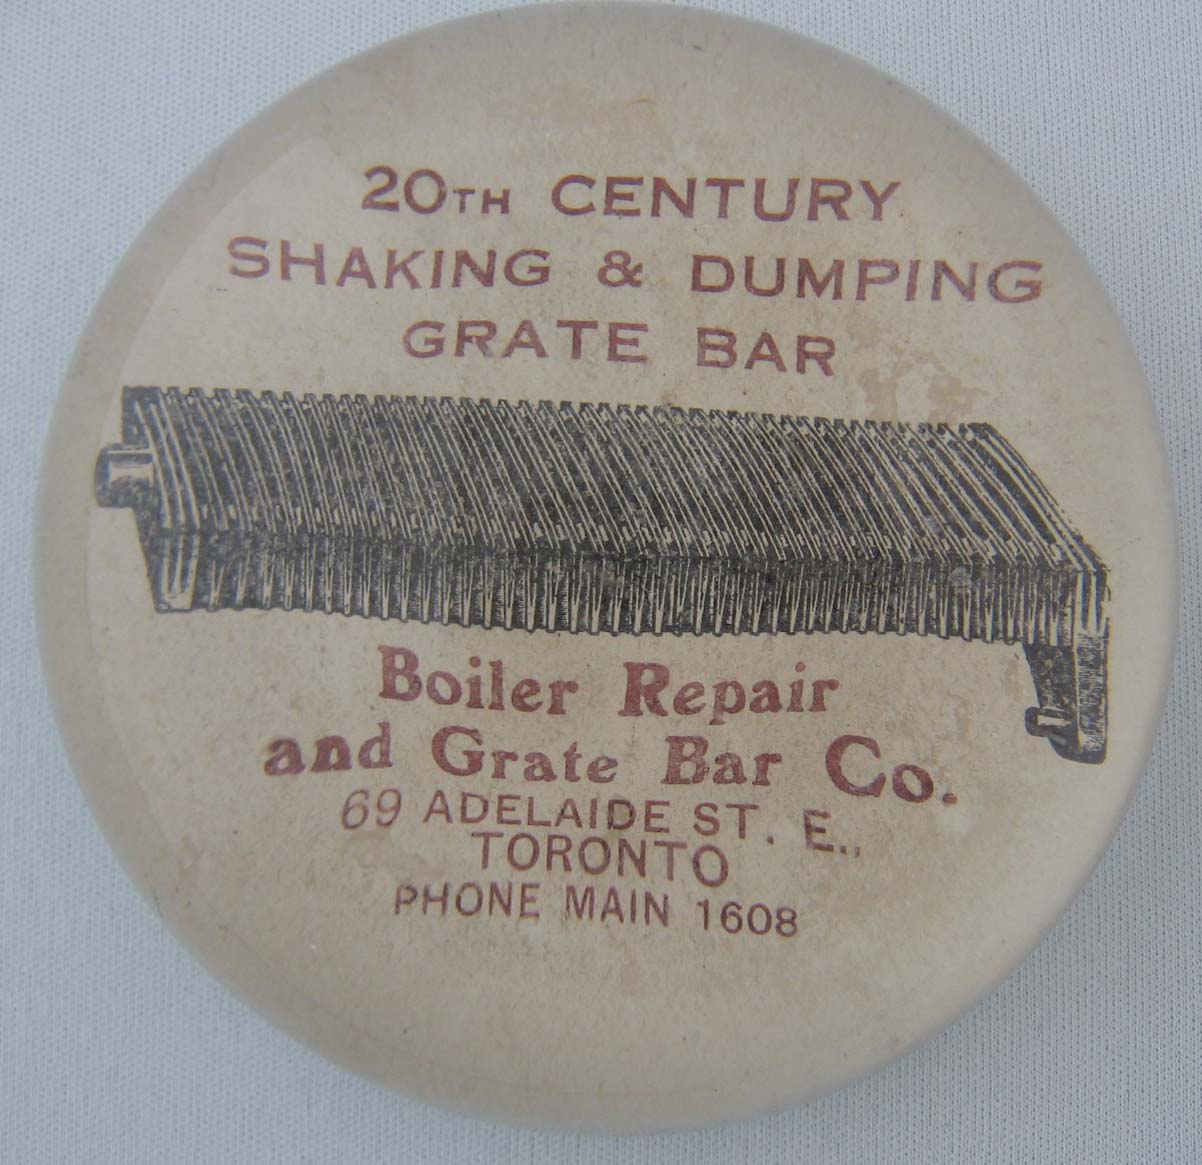 20TH CENTURY
SHAKING & DUMPING
GRATE BAR
Boiler Repair
and Grate Bar Co.
69 ADELAIDE ST. E.,
TORONTO
PHONE MAIN 1608